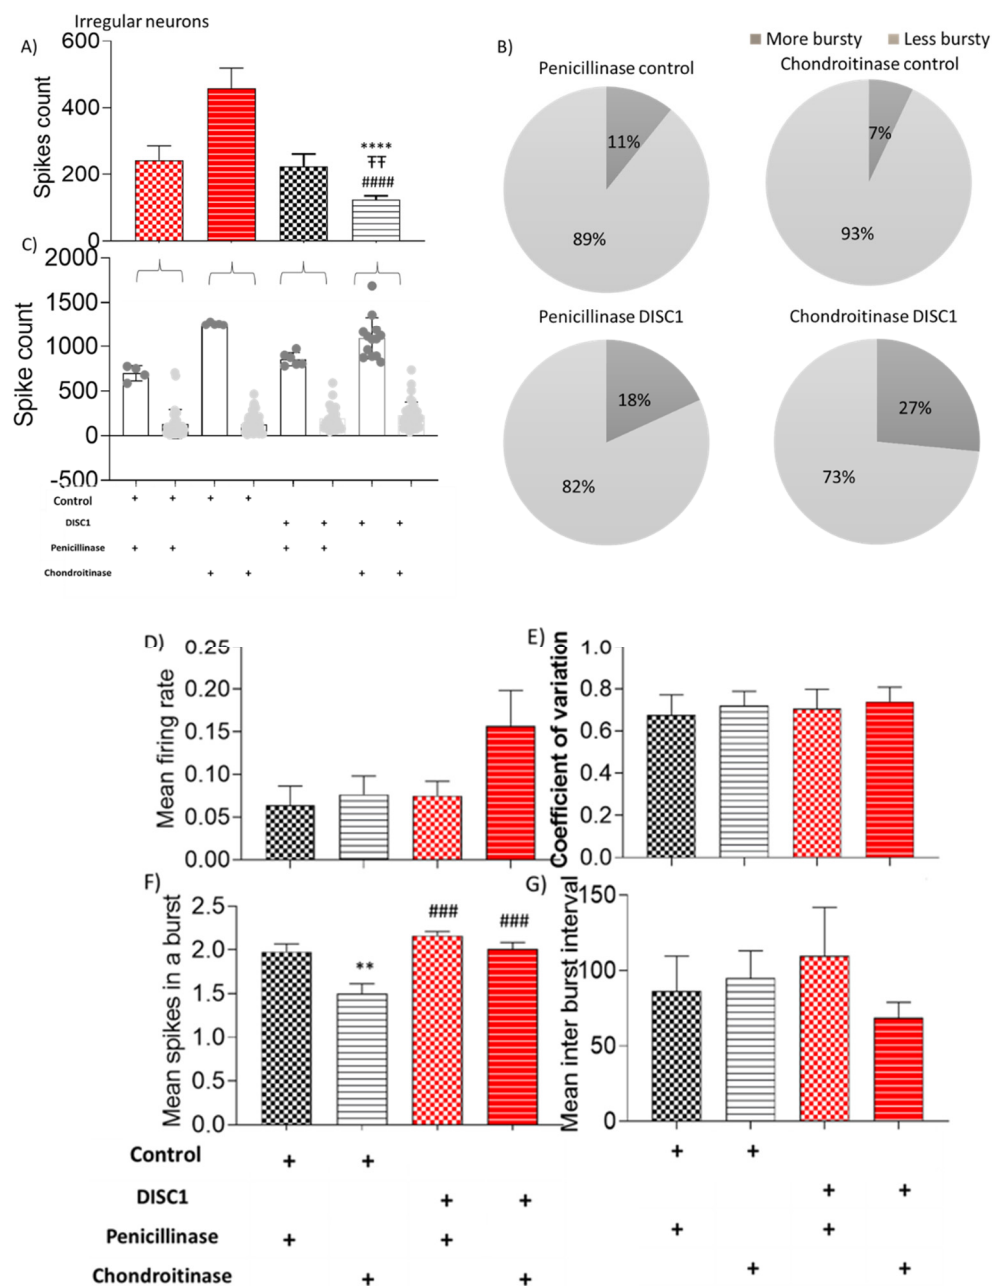 Irregular neurons
A)
600
400
200
0
Spikes count
****
ŦŦ
####
B)
More bursty
Less bursty
Penicillinase control
11%
89%
Chondroitinase control
7%
93%
Penicillinase DISC1
18%
82%
Chondroitinase DISC1
27%
73%
C)
2000
1500
1000
500
0
-500
Spike count
Control + + + +
DISC1 + + + +
Penicillinase + + + +
Chondroitinase + + + +
D)
0.25
0.20
0.15
0.10
0.05
0.00
Mean firing rate
E)
1.0
0.8
0.6
0.4
0.2
0.0
Coefficient of variation
F)
2.5
2.0
1.5
1.0
0.5
0.0
Mean spikes in a burst
**
###
###
G)
150
100
50
0
Mean inter burst interval
Control + + + +
DISC1 + + + +
Penicillinase + + + +
Chondroitinase + + + +